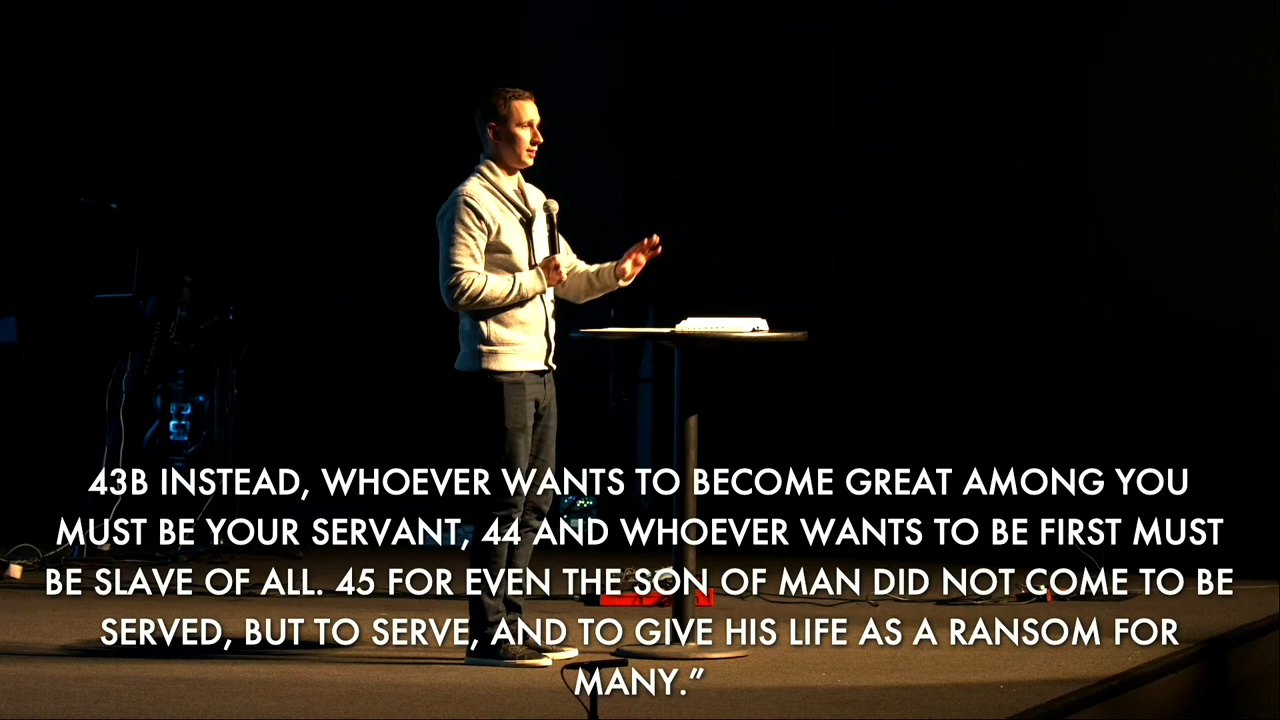 43B INSTEAD, WHOEVER WANTS TO BECOME GREAT AMONG YOU
MUST BE YOUR SERVANT, 44 AND WHOEVER WANTS TO BE FIRST MUST
BE SLAVE OF ALL. 45 FOR EVEN THE SON OF MAN DID NOT COME TO BE
SERVED, BUT TO SERVE, AND TO GIVE HIS LIFE AS A RANSOM FOR
MANY.”